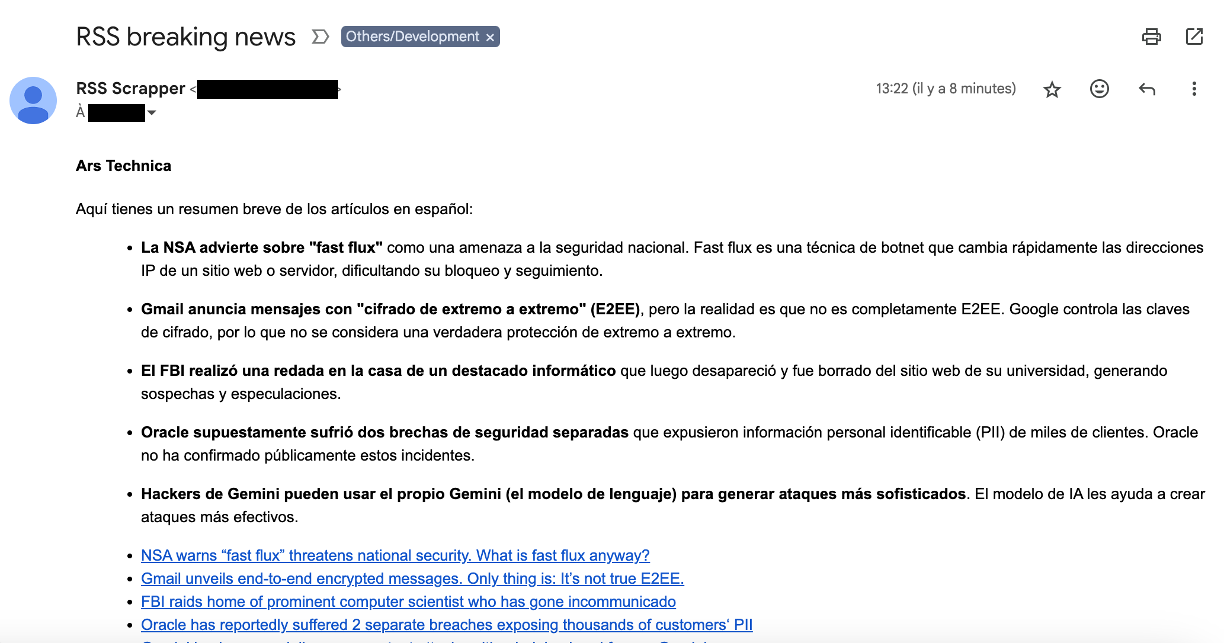 RSS breaking news
Others/Development ×
RSS Scrapper <
>
13:22 (il y a 8 minutes)
À
Ars Technica
Aquí tienes un resumen breve de los artículos en español:
• La NSA advierte sobre "fast flux" como una amenaza a la seguridad nacional. Fast flux es una técnica de botnet que cambia rápidamente las direcciones
IP de un sitio web o servidor, dificultando su bloqueo y seguimiento.
• Gmail anuncia mensajes con "cifrado de extremo a extremo" (E2EE), pero la realidad es que no es completamente E2EE. Google controla las claves
de cifrado, por lo que no se considera una verdadera protección de extremo a extremo.
• El FBI realizó una redada en la casa de un destacado informático que luego desapareció y fue borrado del sitio web de su universidad, generando
sospechas y especulaciones.
• Oracle supuestamente sufrió dos brechas de seguridad separadas que expusieron información personal identificable (PII) de miles de clientes. Oracle
no ha confirmado públicamente estos incidentes.
• Hackers de Gemini pueden usar el propio Gemini (el modelo de lenguaje) para generar ataques más sofisticados. El modelo de IA les ayuda a crear
ataques más efectivos.
• NSA warns “fast flux” threatens national security. What is fast flux anyway?
• Gmail unveils end-to-end encrypted messages. Only thing is: It’s not true E2EE.
• FBI raids home of prominent computer scientist who has gone incommunicado
• Oracle has reportedly suffered 2 separate breaches exposing thousands of customers‘ PII